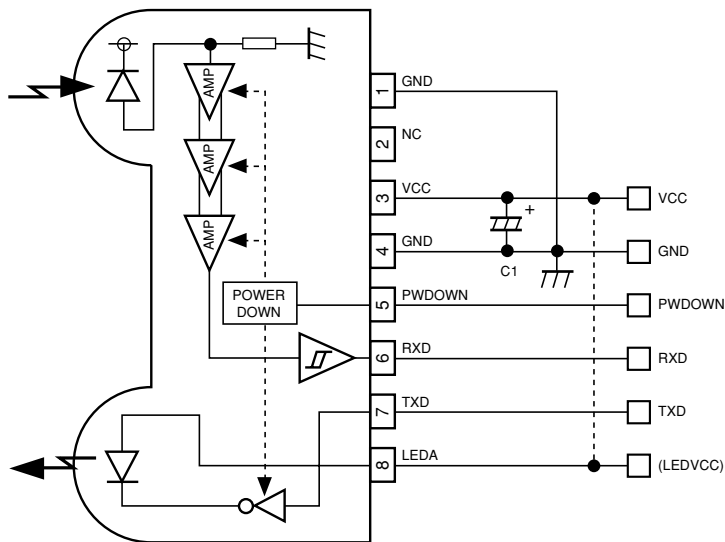 AMP
AMP
AMP
POWER
DOWN
1
GND
2
NC
3
VCC
4
GND
5
PWDOWN
6
RXD
7
TXD
8
LEDA
+
C1
VCC
GND
PWDOWN
RXD
TXD
(LEDVCC)